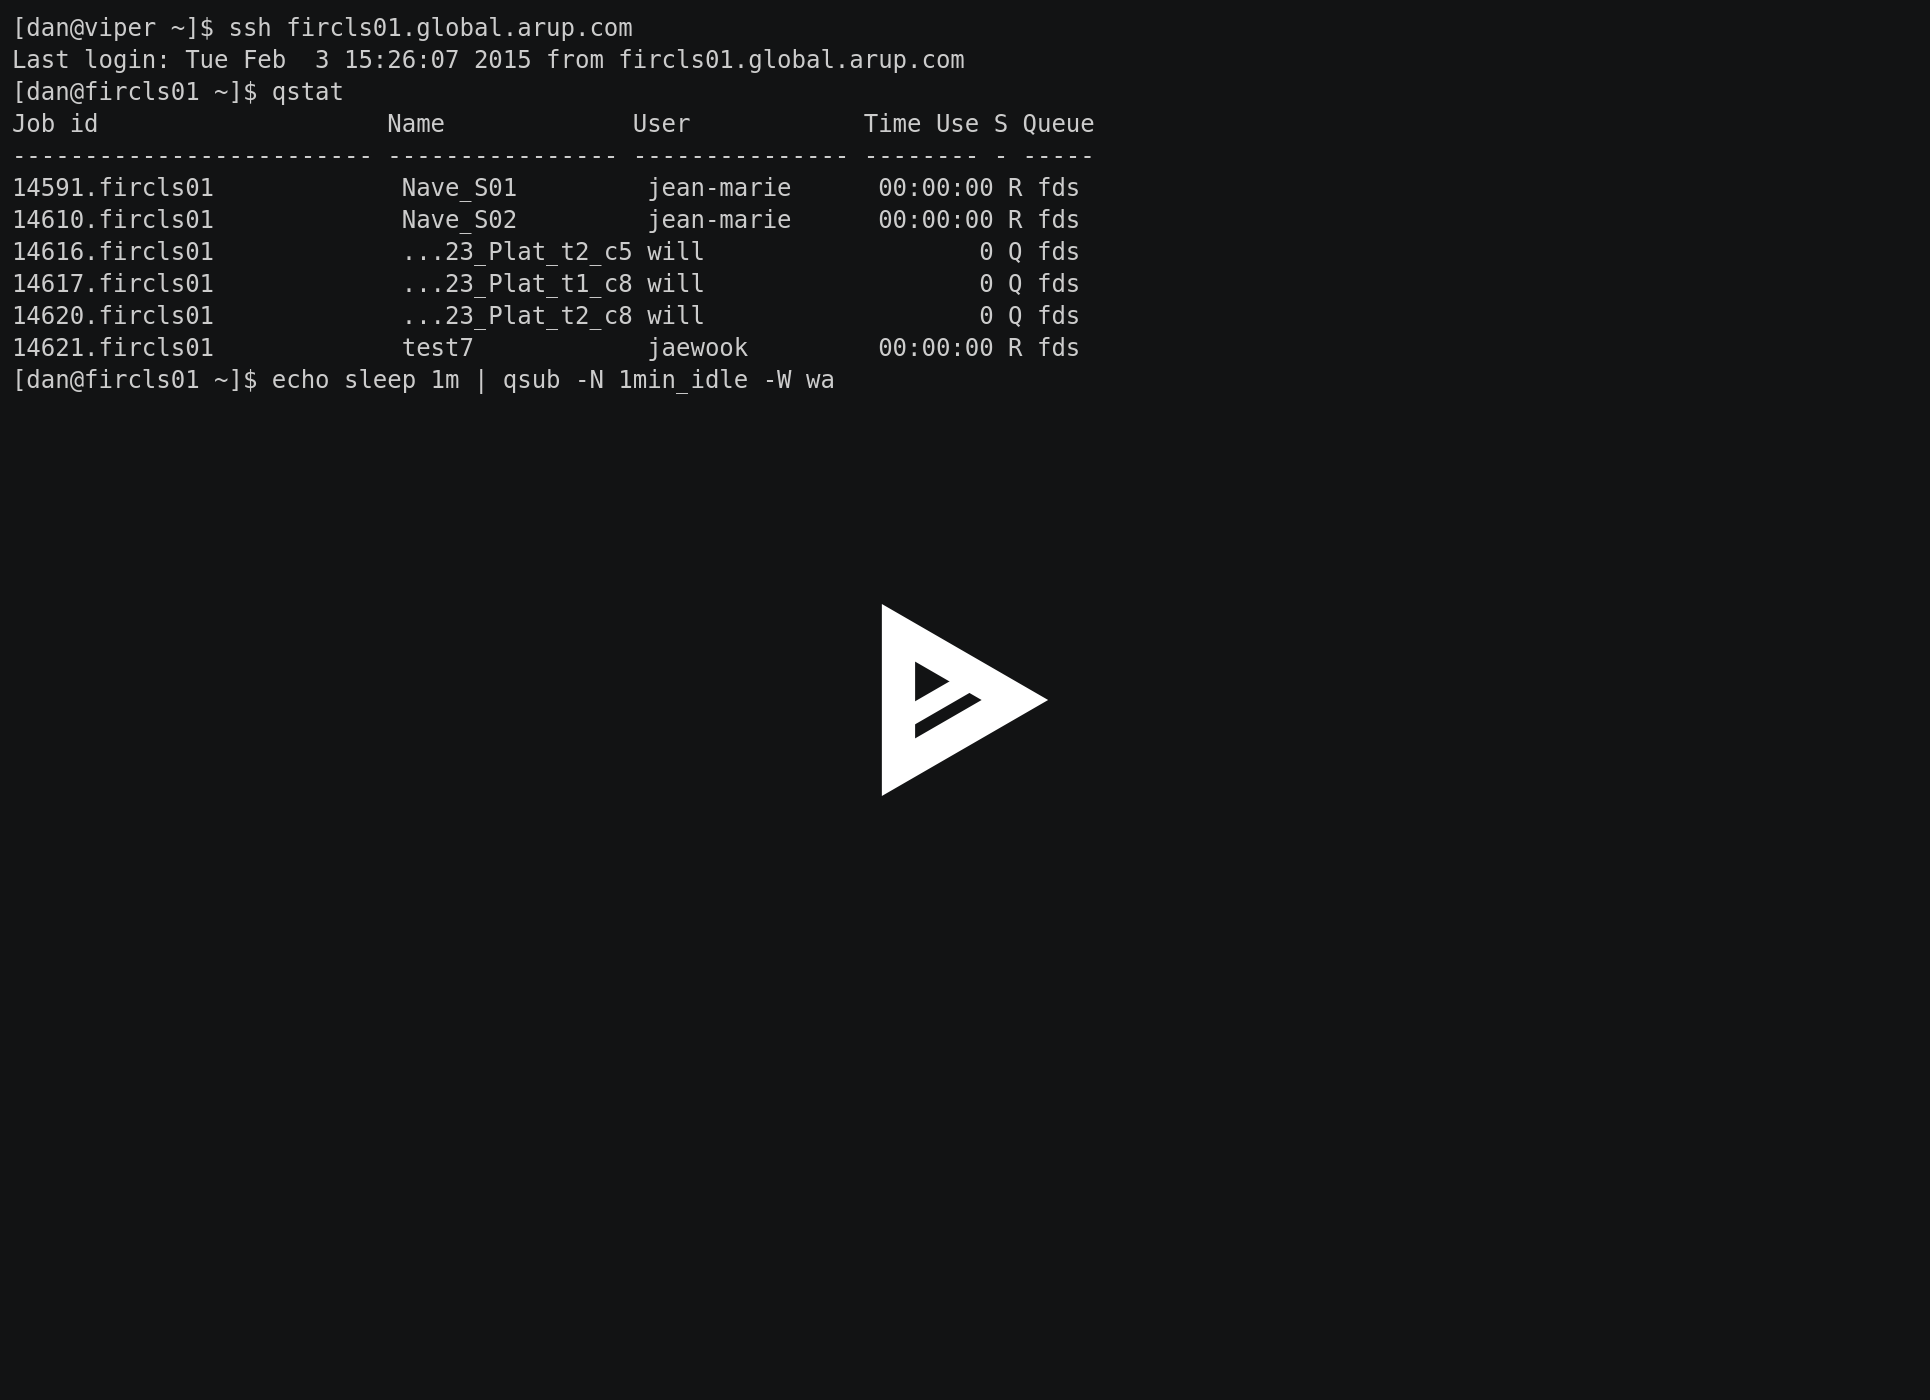 [dan@viper ~]$ ssh fircls01.global.arup.com
Last login: Tue Feb  3 15:26:07 2015 from fircls01.global.arup.com
[dan@fircls01 ~]$ qstat
Job id                    Name             User            Time Use S Queue
------------------------- ---------------- --------------- -------- - -----
14591.fircls01             Nave_S01         jean-marie      00:00:00 R fds
14610.fircls01             Nave_S02         jean-marie      00:00:00 R fds
14616.fircls01             ...23_Plat_t2_c5 will                   0 Q fds
14617.fircls01             ...23_Plat_t1_c8 will                   0 Q fds
14620.fircls01             ...23_Plat_t2_c8 will                   0 Q fds
14621.fircls01             test7            jaewook         00:00:00 R fds
[dan@fircls01 ~]$ echo sleep 1m | qsub -N 1min_idle -W wa